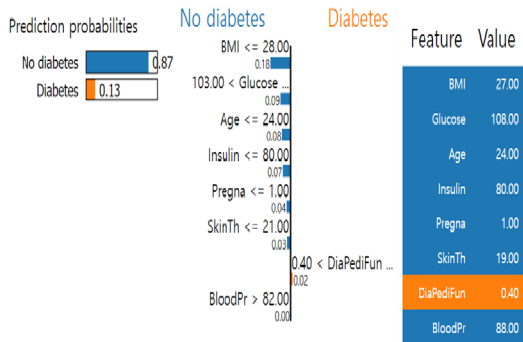 Prediction probabilities
No diabetes 0.87
Diabetes 0.13
No diabetes Diabetes
BMI <= 28.00
0.18
103.00 < Glucose ...
0.09
Age <= 24.00
0.08
Insulin <= 80.00
0.07
Pregna <= 1.00
0.04
SkinTh <= 21.00
0.03
0.40 < DiaPediFun ...
0.02
BloodPr > 82.00
0.00
Feature Value
BMI 27.00
Glucose 108.00
Age 24.00
Insulin 80.00
Pregna 1.00
SkinTh 19.00
DiaPediFun 0.40
BloodPr 88.00